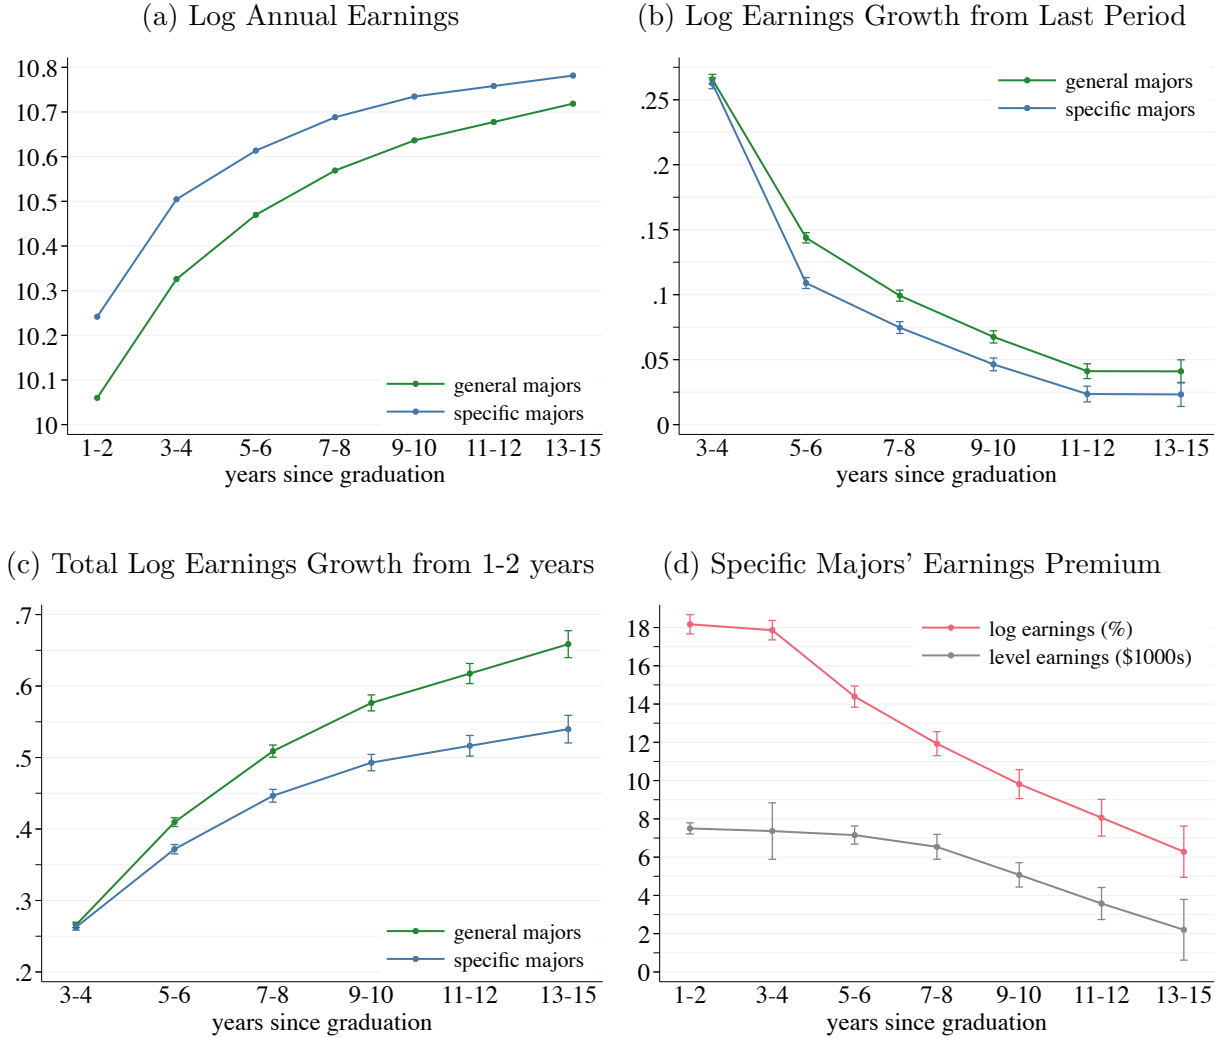 (a) Log Annual Earnings
10.8
10.7
10.6
10.5
10.4
10.3
10.2
10.1
10
general majors
specific majors
1-2 3-4 5-6 7-8 9-10 11-12 13-15
years since graduation
(b) Log Earnings Growth from Last Period
.25
.2
.15
.1
.05
0
general majors
specific majors
3-4 5-6 7-8 9-10 11-12 13-15
years since graduation
(c) Total Log Earnings Growth from 1-2 years
.7
.6
.5
.4
.3
.2
general majors
specific majors
3-4 5-6 7-8 9-10 11-12 13-15
years since graduation
(d) Specific Majors' Earnings Premium
18
16
14
12
10
8
6
4
2
0
log earnings (%)
level earnings ($1000s)
1-2 3-4 5-6 7-8 9-10 11-12 13-15
years since graduation